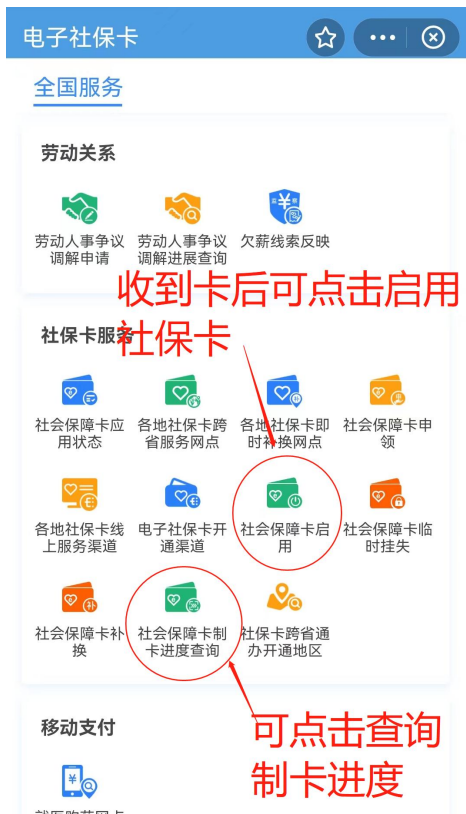 电子社保卡
全国服务
劳动关系
劳动人事争议
调解申请
劳动人事争议
调解进展查询
欠薪线索反映
收到卡后可点击启用
社保卡
社保卡服务
社会保障卡应
用状态
各地社保卡跨
省服务网点
各地社保卡即
时补换网点
社会保障卡申
领
各地社保卡线
上服务渠道
电子社保卡开
通渠道
社会保障卡启
用
社会保障卡临
时挂失
社会保障卡补
换
社会保障卡制
卡进度查询
社保卡跨省通
办开通地区
可点击查询
制卡进度
移动支付